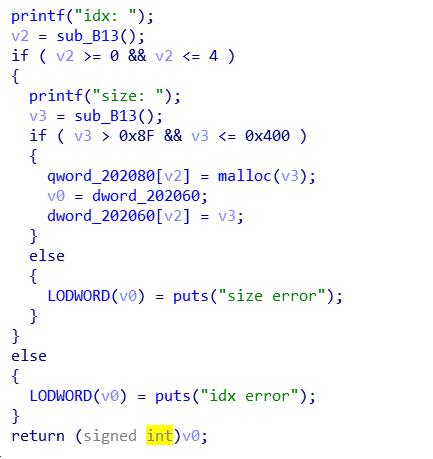 printf("idx: ");
v2 = sub_B13();
if ( v2 >= 0 && v2 <= 4 )
{
printf("size: ");
v3 = sub_B13();
if ( v3 > 0x8F && v3 <= 0x400 )
{
qword_202080[v2] = malloc(v3);
v0 = dword_202060;
dword_202060[v2] = v3;
}
else
{
LODWORD(v0) = puts("size error");
}
}
else
{
LODWORD(v0) = puts("idx error");
}
return (signed int)v0;